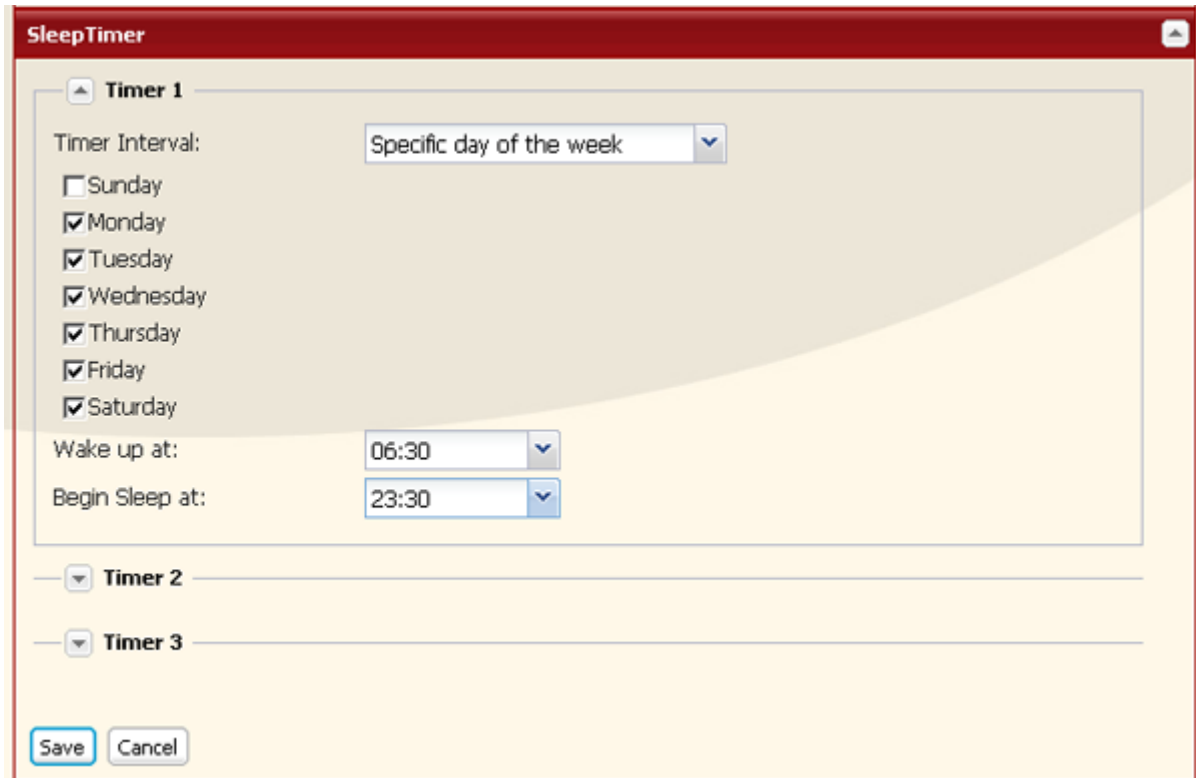 SleepTimer
Timer 1
Timer Interval: Specific day of the week
Sunday
Monday
Tuesday
Wednesday
Thursday
Friday
Saturday
Wake up at: 06:30
Begin Sleep at: 23:30
Timer 2
Timer 3
Save Cancel